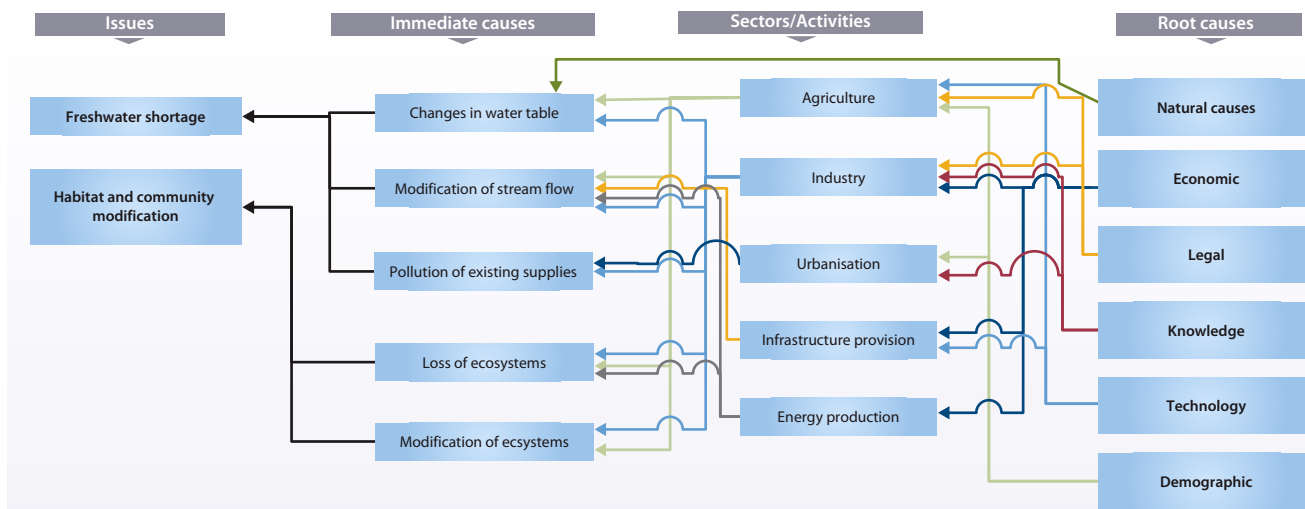 Issues
Immediate causes
Sectors/Activities
Root causes
Freshwater shortage
Habitat and community
modification
Changes in water table
Modification of stream flow
Pollution of existing supplies
Loss of ecosystems
Modification of ecsystems
Agriculture
Industry
Urbanisation
Infrastructure provision
Energy production
Natural causes
Economic
Legal
Knowledge
Technology
Demographic